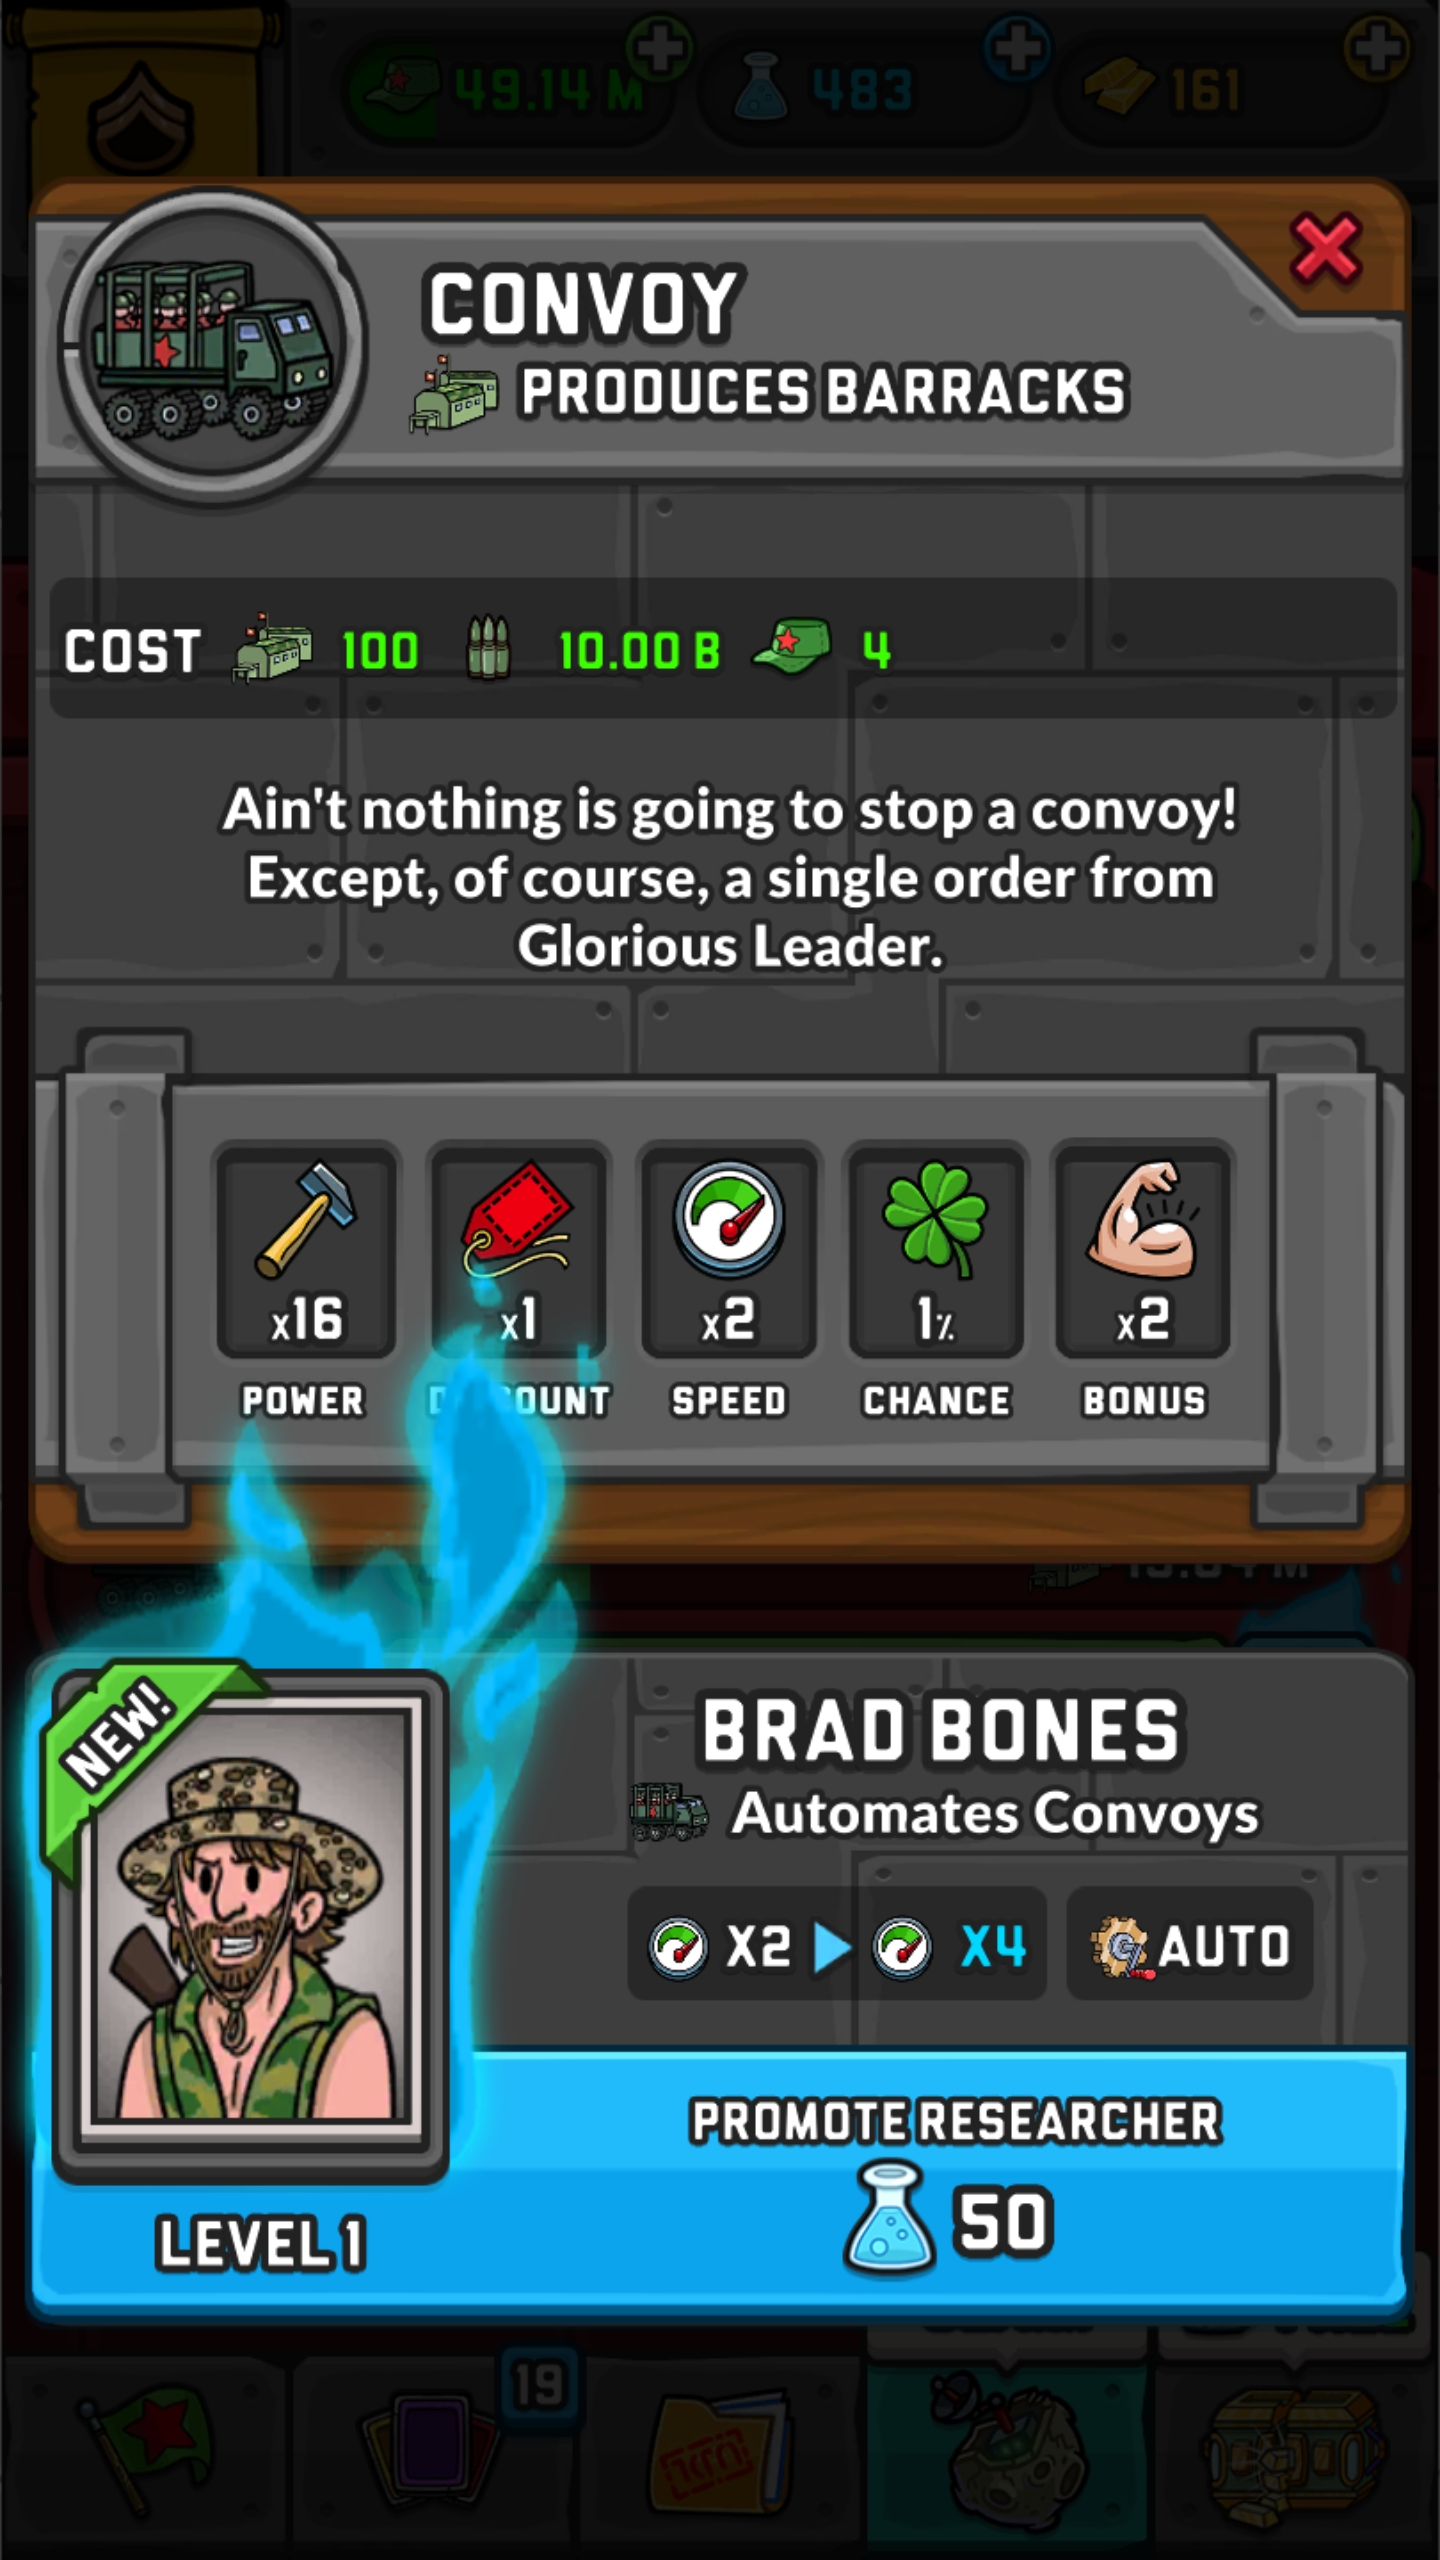 49.14 M
483
161
CONVOY
PRODUCES BARRACKS
COST 100 10.00 B 4
Ain't nothing is going to stop a convoy!
Except, of course, a single order from
Glorious Leader.
x16 x1 x2 1% x2
POWER DISCOUNT SPEED CHANCE BONUS
NEW!
BRAD BONES
Automates Convoys
X2 X4 AUTO
PROMOTE RESEARCHER
50
LEVEL 1
19